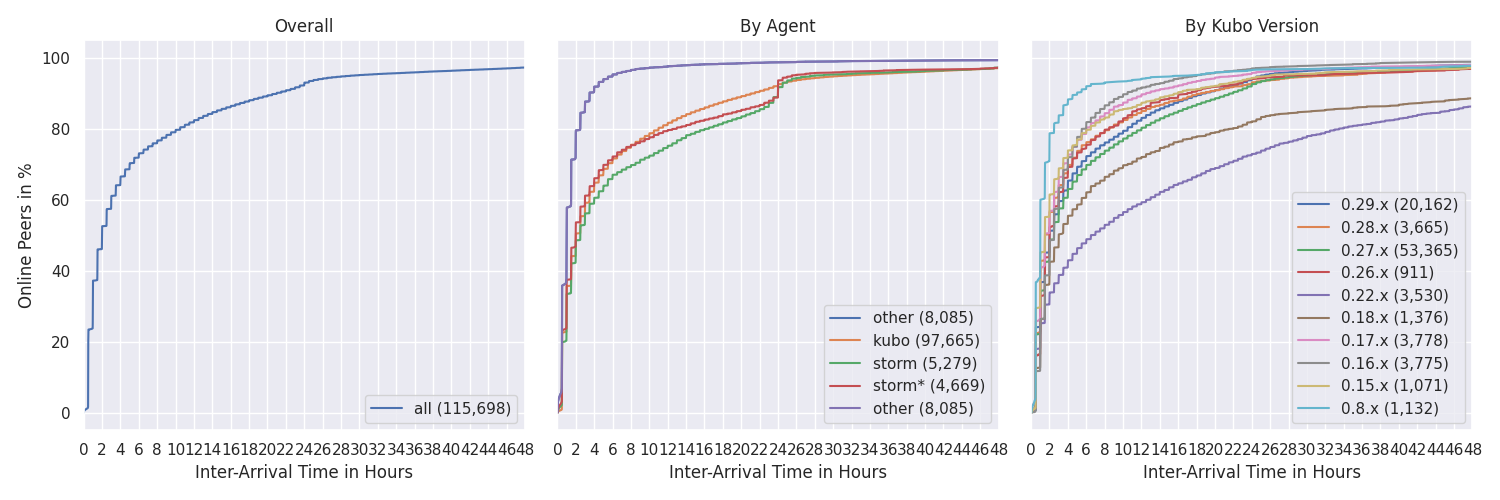 Overall
By Agent
By Kubo Version
Online Peers in %
100
80
60
40
20
0
all (115,698)
other (8,085)
kubo (97,665)
storm (5,279)
storm* (4,669)
other (8,085)
0.29.x (20,162)
0.28.x (3,665)
0.27.x (53,365)
0.26.x (911)
0.22.x (3,530)
0.18.x (1,376)
0.17.x (3,778)
0.16.x (3,775)
0.15.x (1,071)
0.8.x (1,132)
0 2 4 6 8 10 12 14 16 18 20 22 24 26 28 30 32 34 36 38 40 42 44 46 48
0 2 4 6 8 10 12 14 16 18 20 22 24 26 28 30 32 34 36 38 40 42 44 46 48
0 2 4 6 8 10 12 14 16 18 20 22 24 26 28 30 32 34 36 38 40 42 44 46 48
Inter-Arrival Time in Hours
Inter-Arrival Time in Hours
Inter-Arrival Time in Hours